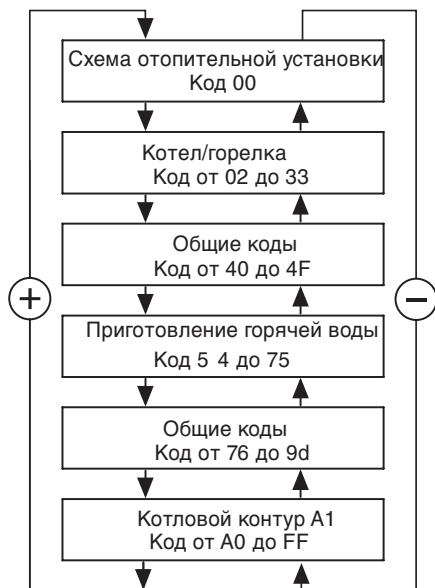 Схема отопительной установки
Код 00
Котел/горелка
Код от 02 до 33
Общие коды
Код от 40 до 4F
+
−
Приготовление горячей воды
Код 5 4 до 75
Общие коды
Код от 76 до 9d
Котловой контур A1
Код от A0 до FF